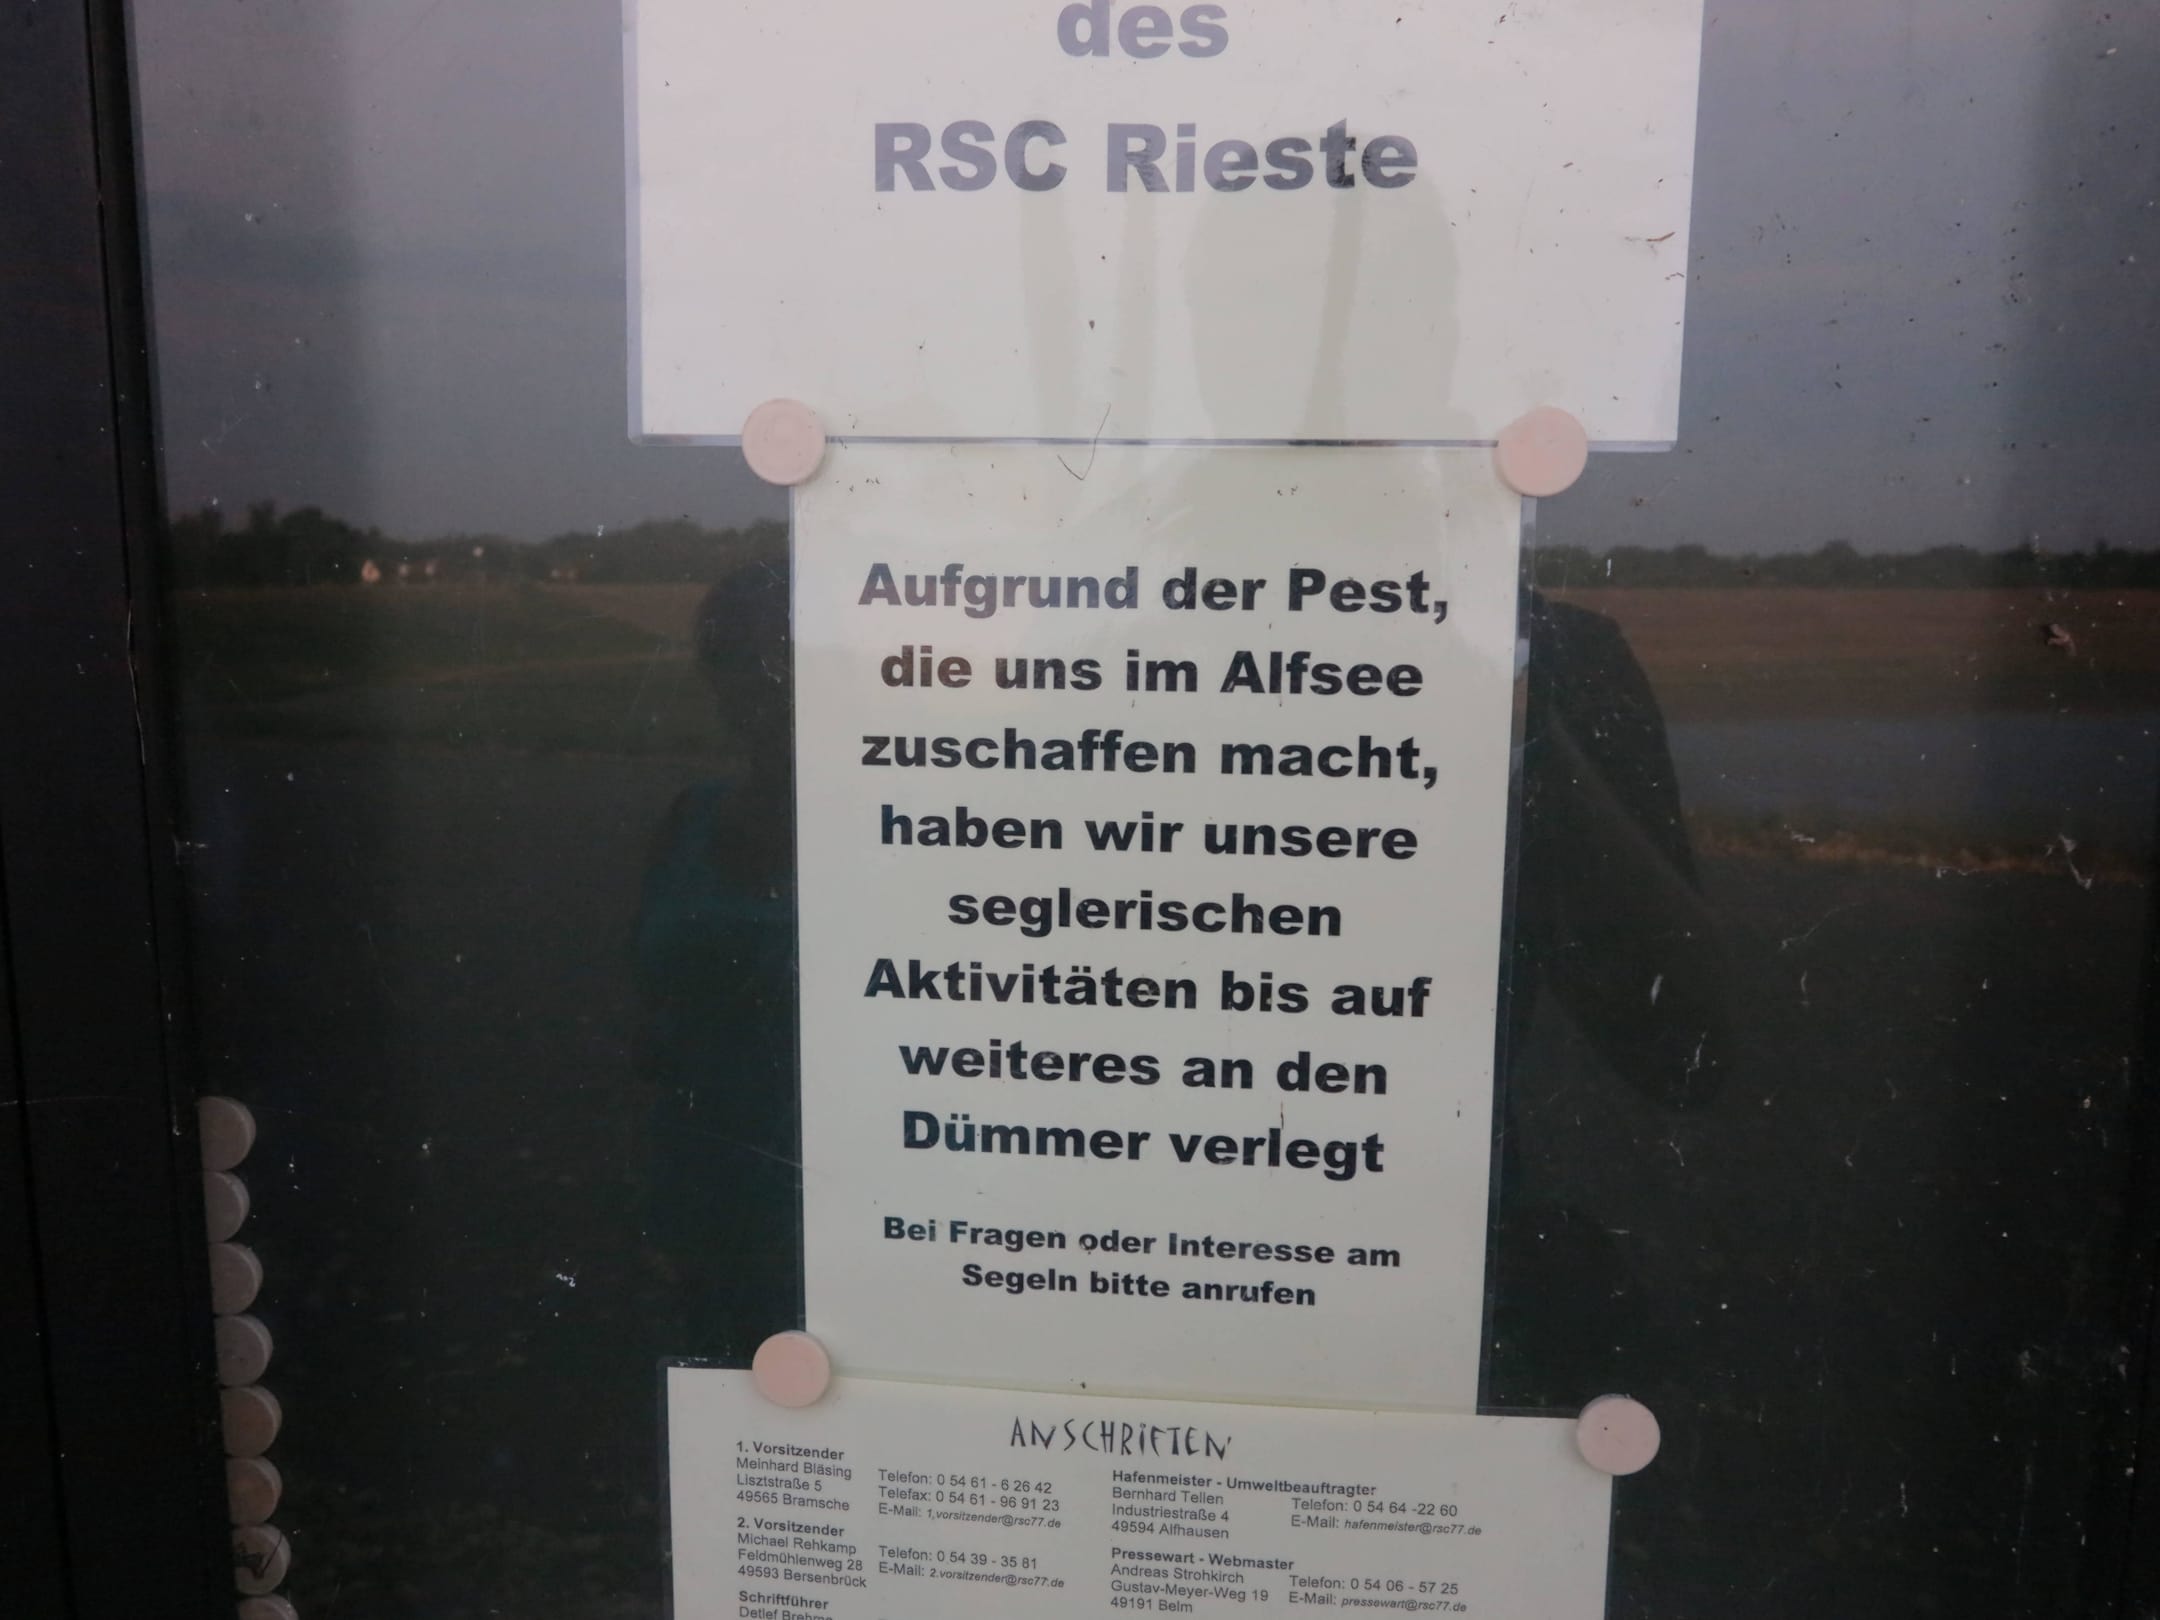 des
RSC Rieste
Aufgrund der Pest,
die uns im Alfsee
zuschaffen macht,
haben wir unsere
seglerischen
Aktivitäten bis auf
weiteres an den
Dümmer verlegt
Bei Fragen oder Interesse am
Segeln bitte anrufen
ANSCHRIFTEN
1. Vorsitzender
Meinhard Bläsing
Lisztstraße 5
49565 Bramsche
Telefon: 0 54 61 - 6 26 42
Telefax: 0 54 61 - 96 91 23
E-Mail: 1.vorsitzender@rsc77.de
2. Vorsitzender
Michael Rehkamp
Feldmühlenweg 28
49593 Bersenbrück
Telefon: 0 54 39 - 35 81
E-Mail: 2.vorsitzender@rsc77.de
Schriftführer
Detlef
Hafenmeister - Umweltbeauftragter
Bernhard Tellen
Industriestraße 4
49594 Alfhausen
Telefon: 0 54 64 -22 60
E-Mail: hafenmeister@rsc77.de
Pressewart - Webmaster
Andreas Strohkirch
Gustav-Meyer-Weg 19
49191 Belm
Telefon: 0 54 06 - 57 25
E-Mail: pressewart@rsc77.de